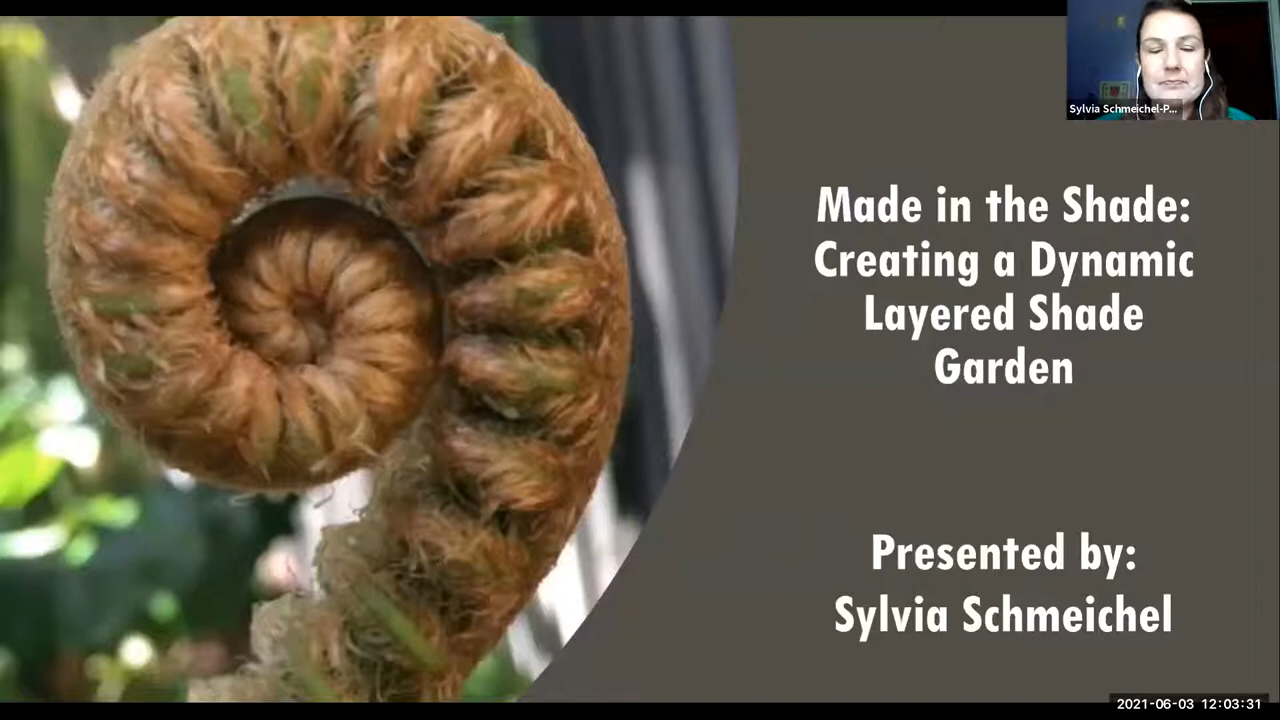 Sylvia Schmeichel-P...
Made in the Shade:
Creating a Dynamic
Layered Shade
Garden
Presented by:
Sylvia Schmeichel
2021-06-03 12:03:31